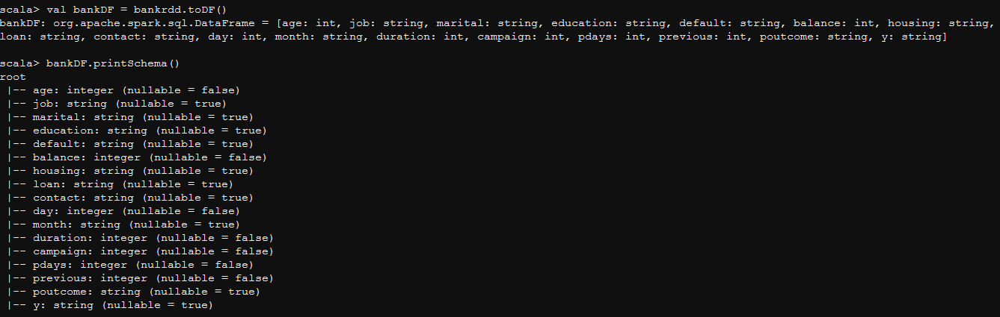 scala> val bankDF = bankrdd.toDF()
bankDF: org.apache.spark.sql.DataFrame = [age: int, job: string, marital: string, education: string, default: string, balance: int, housing: string,
loan: string, contact: string, day: int, month: string, duration: int, campaign: int, pdays: int, previous: int, poutcome: string, y: string]
scala> bankDF.printSchema()
root
 |-- age: integer (nullable = false)
 |-- job: string (nullable = true)
 |-- marital: string (nullable = true)
 |-- education: string (nullable = true)
 |-- default: string (nullable = true)
 |-- balance: integer (nullable = false)
 |-- housing: string (nullable = true)
 |-- loan: string (nullable = true)
 |-- contact: string (nullable = true)
 |-- day: integer (nullable = false)
 |-- month: string (nullable = true)
 |-- duration: integer (nullable = false)
 |-- campaign: integer (nullable = false)
 |-- pdays: integer (nullable = false)
 |-- previous: integer (nullable = false)
 |-- poutcome: string (nullable = true)
 |-- y: string (nullable = true)